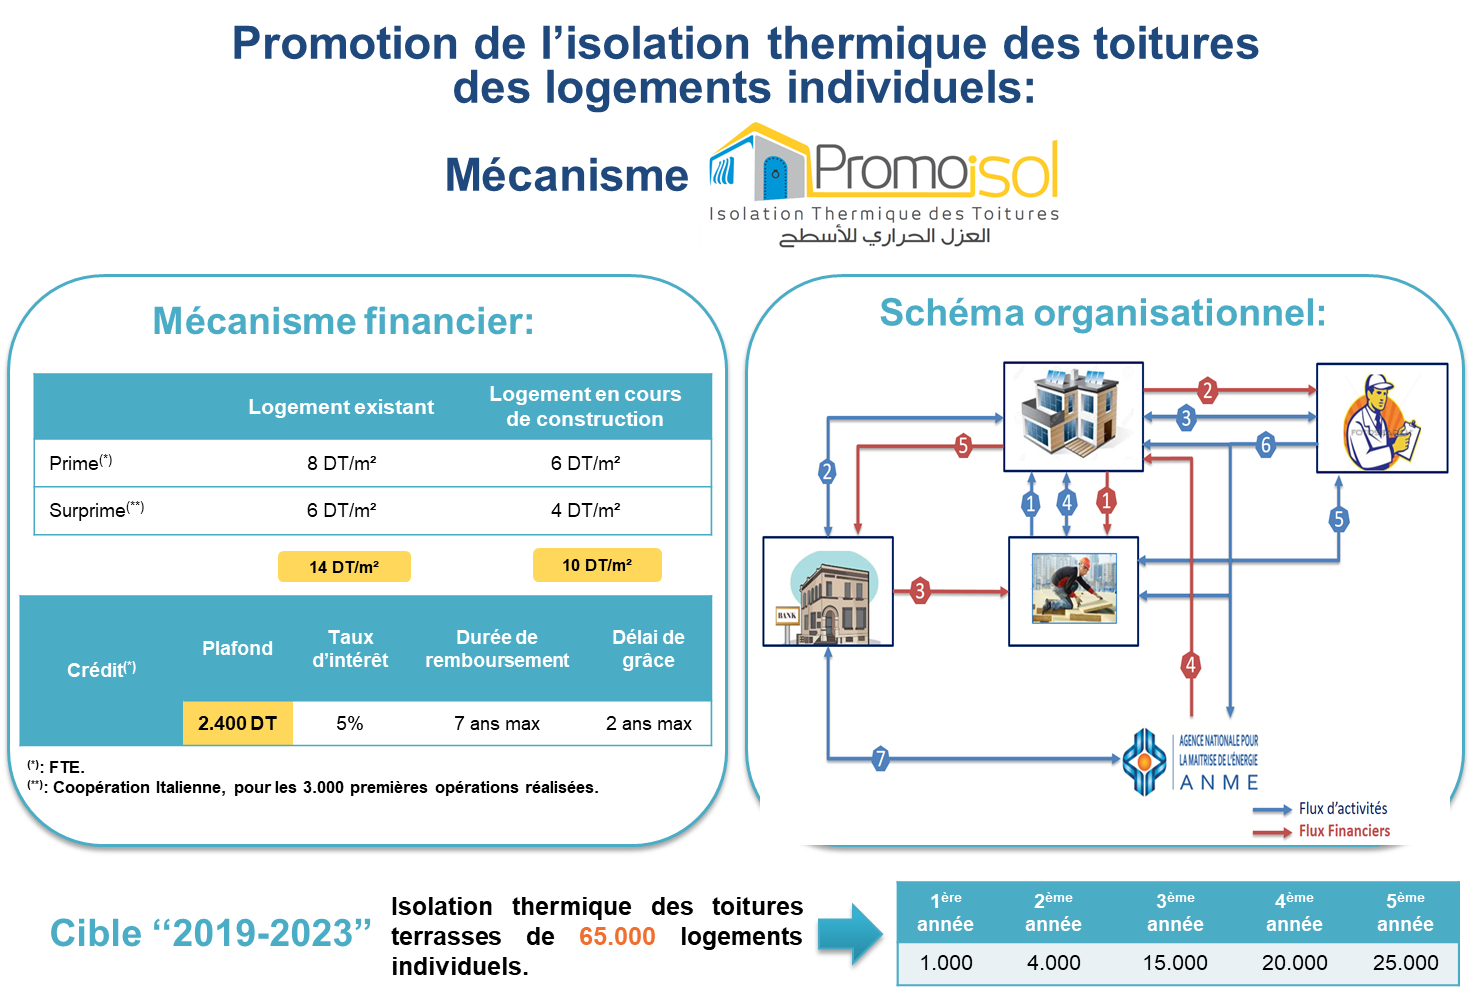 Promotion de l’isolation thermique des toitures
des logements individuels:
Mécanisme
Promoisol
Isolation Thermique des Toitures
العزل الحراري للأسطح
Mécanisme financier:
Logement existant
Logement en cours
de construction
Prime(*)
8 DT/m²
6 DT/m²
Surprime(**)
6 DT/m²
4 DT/m²
14 DT/m²
10 DT/m²
Crédit(*)
Plafond
Taux
d’intérêt
Durée de
remboursement
Délai de
grâce
2.400 DT
5%
7 ans max
2 ans max
(*): FTE.
(**): Coopération Italienne, pour les 3.000 premières opérations réalisées.
Schéma organisationnel:
2
3
6
5
2
1
4
1
5
BANK
3
4
7
AGENCE NATIONALE POUR
LA MAITRISE DE L'ÉNERGIE
ANME
Flux d’activités
Flux Financiers
Cible ‘‘2019-2023’’
Isolation thermique des toitures
terrasses de 65.000 logements
individuels.
1ère
année
2ème
année
3ème
année
4ème
année
5ème
année
1.000
4.000
15.000
20.000
25.000